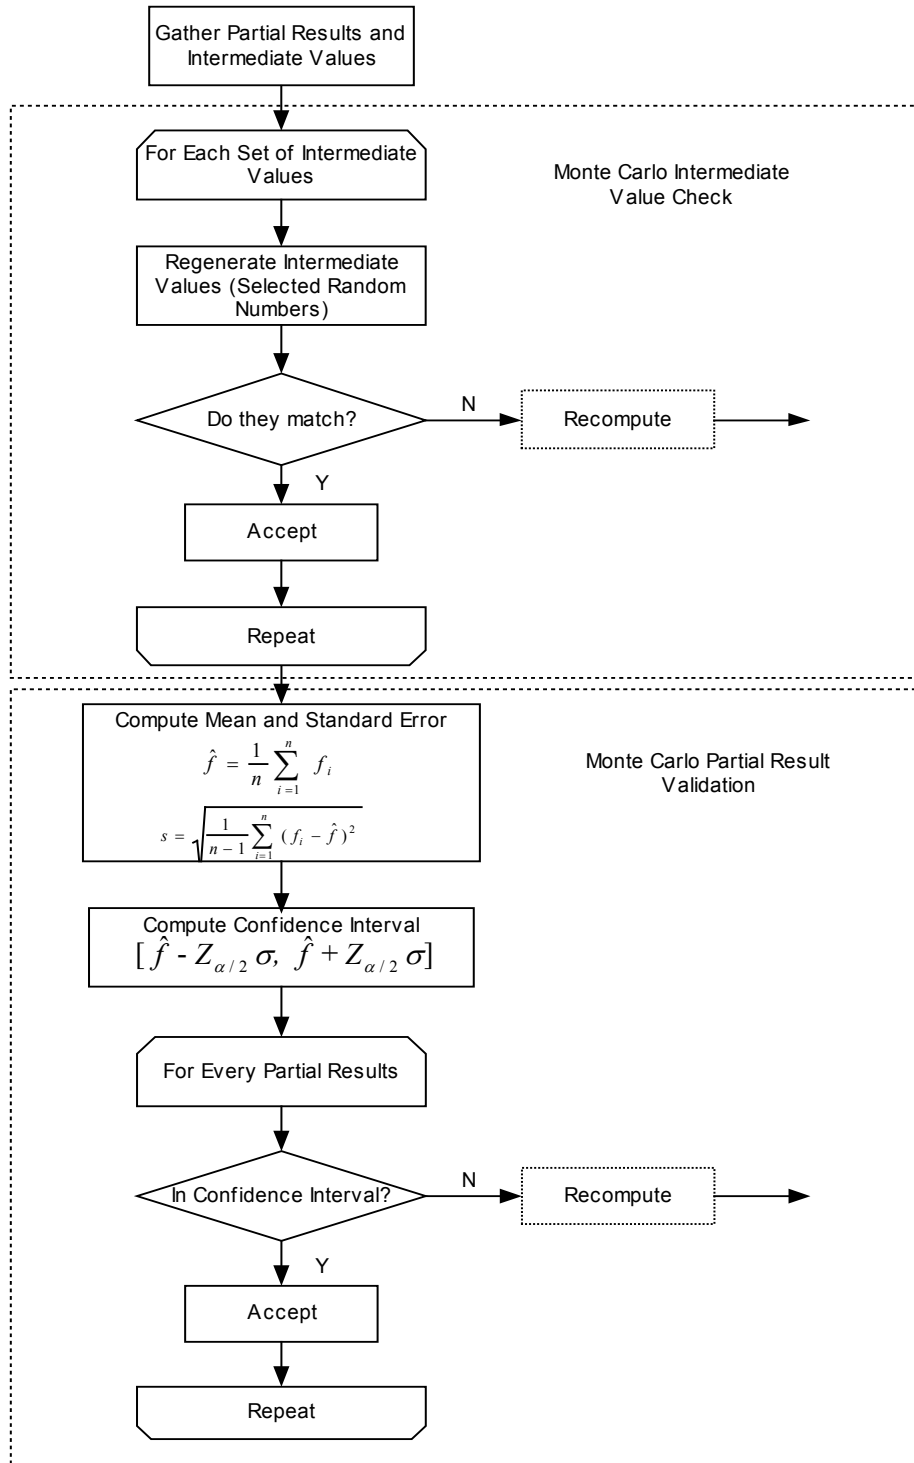 Gather Partial Results and
Intermediate Values
For Each Set of Intermediate
Values
Monte Carlo Intermediate
Value Check
Regenerate Intermediate
Values (Selected Random
Numbers)
Do they match?
N
Recompute
Y
Accept
Repeat
Compute Mean and Standard Error
f̂ = 1/n ∑_{i=1}^{n} f_i
s = √(1/(n − 1) ∑_{i=1}^{n} (f_i − f̂)²)
Monte Carlo Partial Result
Validation
Compute Confidence Interval
[f̂ - Z_{α/2} σ, f̂ + Z_{α/2} σ]
For Every Partial Results
In Confidence Interval?
N
Recompute
Y
Accept
Repeat